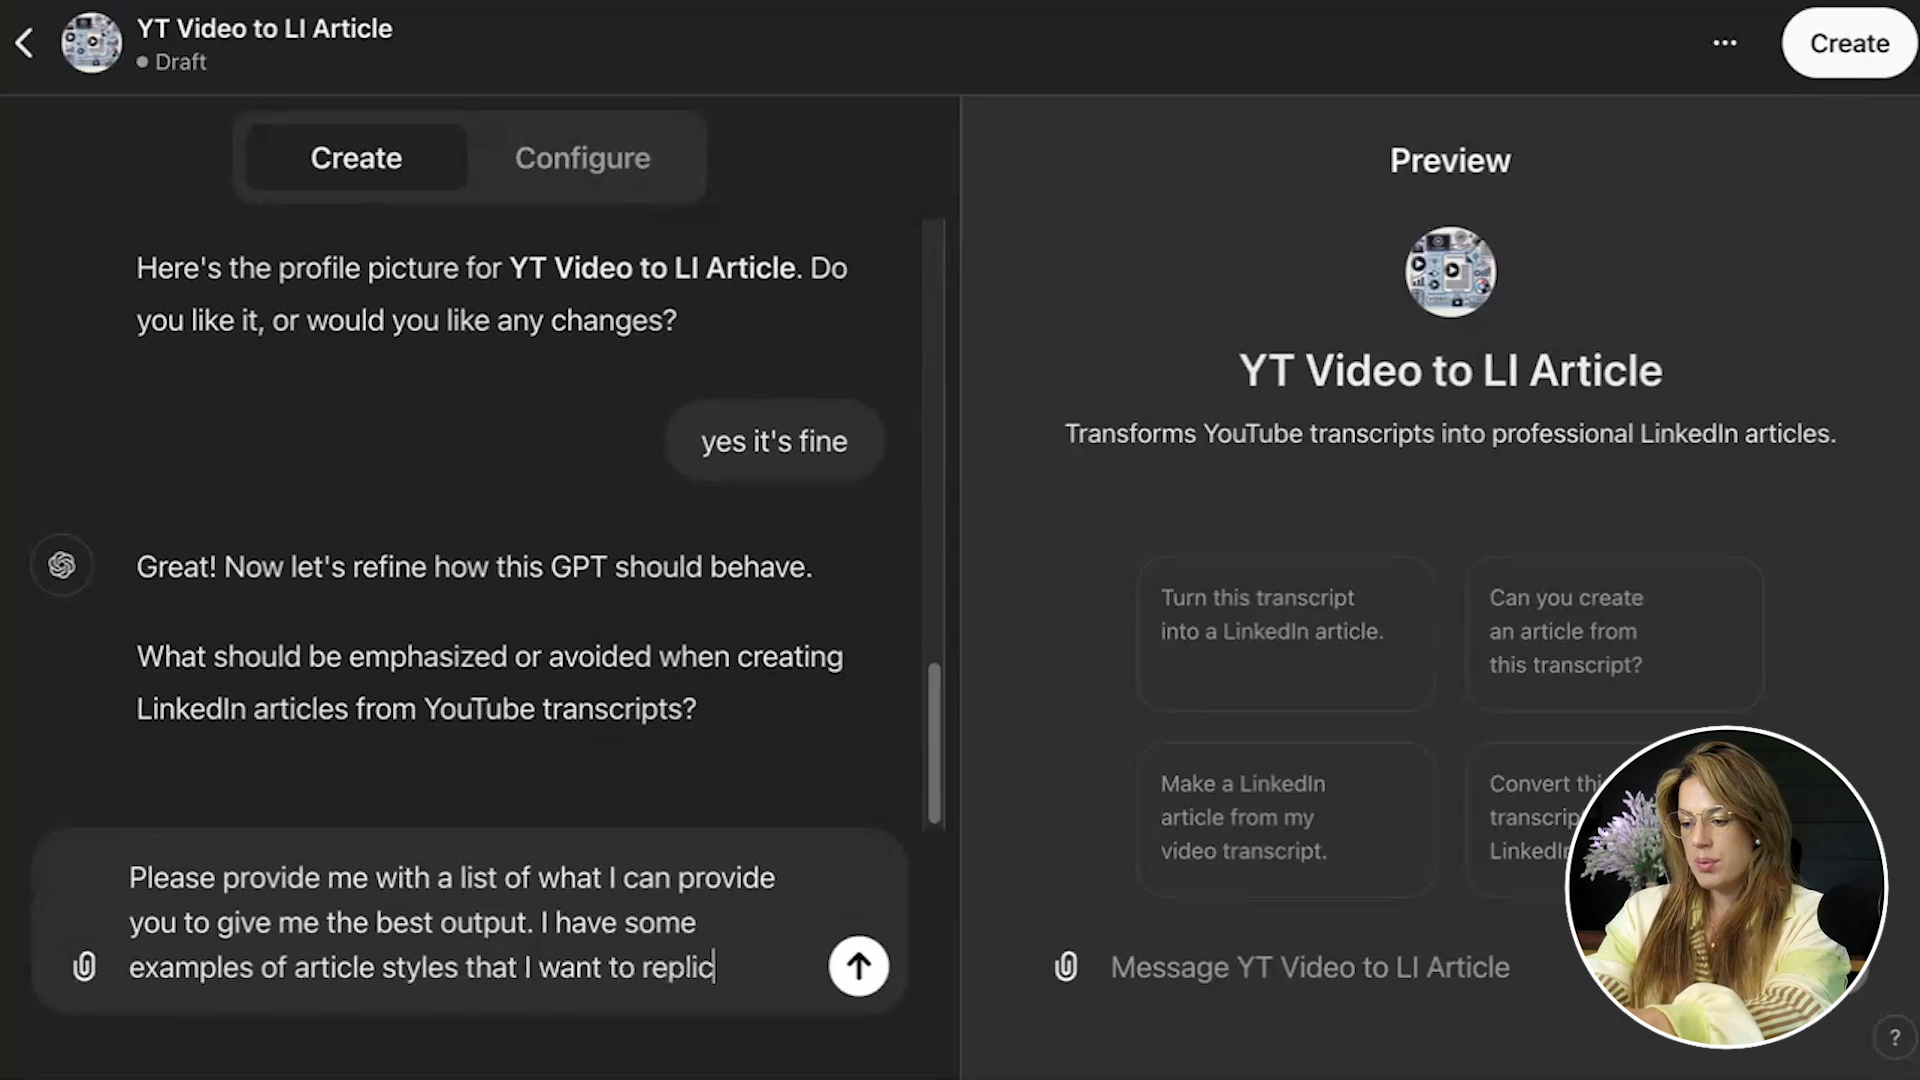 YT Video to LI Article
Draft
...
Create
Create
Configure
Here's the profile picture for YT Video to LI Article. Do
you like it, or would you like any changes?
yes it's fine
Great! Now let's refine how this GPT should behave.
What should be emphasized or avoided when creating
LinkedIn articles from YouTube transcripts?
Please provide me with a list of what I can provide
you to give me the best output. I have some
examples of article styles that I want to replic
Preview
YT Video to LI Article
Transforms YouTube transcripts into professional LinkedIn articles.
Turn this transcript
into a LinkedIn article.
Can you create
an article from
this transcript?
Make a LinkedIn
article from my
video transcript.
Convert
Message YT Video to LI Article
?